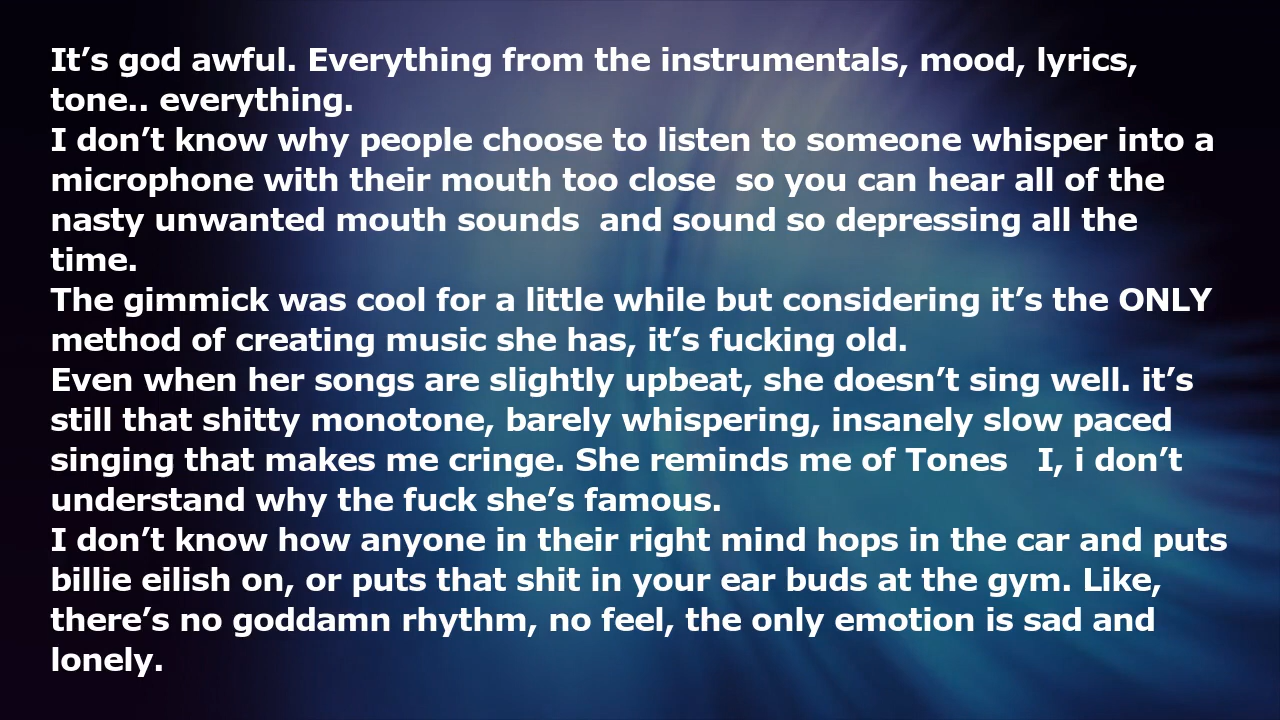 It’s god awful. Everything from the instrumentals, mood, lyrics,
tone.. everything.
I don’t know why people choose to listen to someone whisper into a
microphone with their mouth too close  so you can hear all of the
nasty unwanted mouth sounds  and sound so depressing all the
time.
The gimmick was cool for a little while but considering it’s the ONLY
method of creating music she has, it’s fucking old.
Even when her songs are slightly upbeat, she doesn’t sing well. it’s
still that shitty monotone, barely whispering, insanely slow paced
singing that makes me cringe. She reminds me of Tones   I, i don’t
understand why the fuck she’s famous.
I don’t know how anyone in their right mind hops in the car and puts
billie eilish on, or puts that shit in your ear buds at the gym. Like,
there’s no goddamn rhythm, no feel, the only emotion is sad and
lonely.